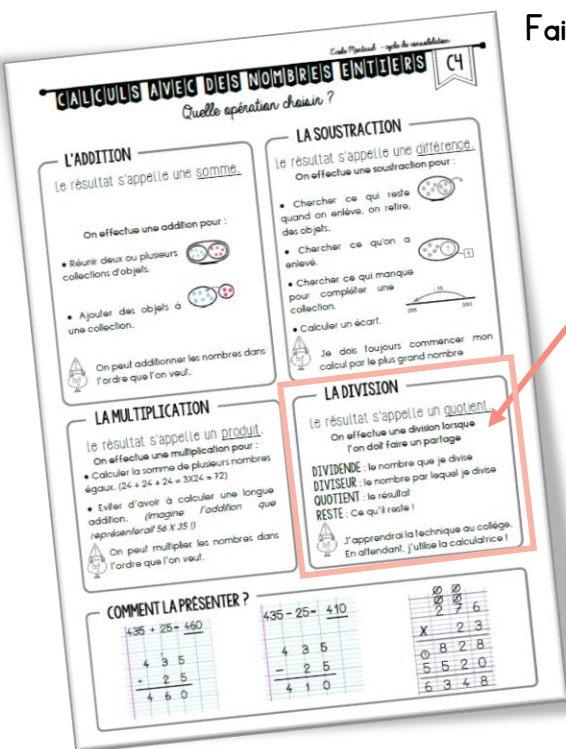 Fai
Ecole Montaud - cycle de consolidation
CALCULS AVEC DES NOMBRES ENTIERS
C4
Quelle opération choisir ?
L'ADDITION
Le résultat s'appelle une somme.
On effectue une addition pour :
• Réunir deux ou plusieurs
collections d'objets.
• Ajouter des objets à
une collection.
On peut additionner les nombres dans
l'ordre que l'on veut.
LA SOUSTRACTION
Le résultat s'appelle une différence.
On effectue une soustraction pour :
• Chercher ce qui reste
quand on enlève, on retire,
des objets.
• Chercher ce qu'on a
enlevé.
• Chercher ce qui manque
pour compléter une
collection.
• Calculer un écart.
Je dois toujours commencer mon
calcul par le plus grand nombre
LA MULTIPLICATION
Le résultat s'appelle un produit.
On effectue une multiplication pour :
• Calculer la somme de plusieurs nombres
égaux. (24 + 24 + 24 = 3X24 = 72)
• Eviter d'avoir à calculer une longue
addition. (imagine l'addition que
représenterait 56 X 35 !)
On peut multiplier les nombres dans
l'ordre que l'on veut.
LA DIVISION
Le résultat s'appelle un quotient.
On effectue une division lorsque
l'on doit faire un partage
DIVIDENDE : le nombre que je divise
DIVISEUR : le nombre par lequel je divise
QUOTIENT : le résultat
RESTE : Ce qu'il reste !
J'apprendrai la technique au collège.
En attendant, j'utilise la calculatrice !
COMMENT LA PRÉSENTER ?
435 + 25 = 460
4 3 5
+ 2 5
4 6 0
435 - 25 = 410
4 3 5
- 2 5
4 1 0
2 7 6
X 2 3
8 2 8
5 5 2 0
6 3 4 8